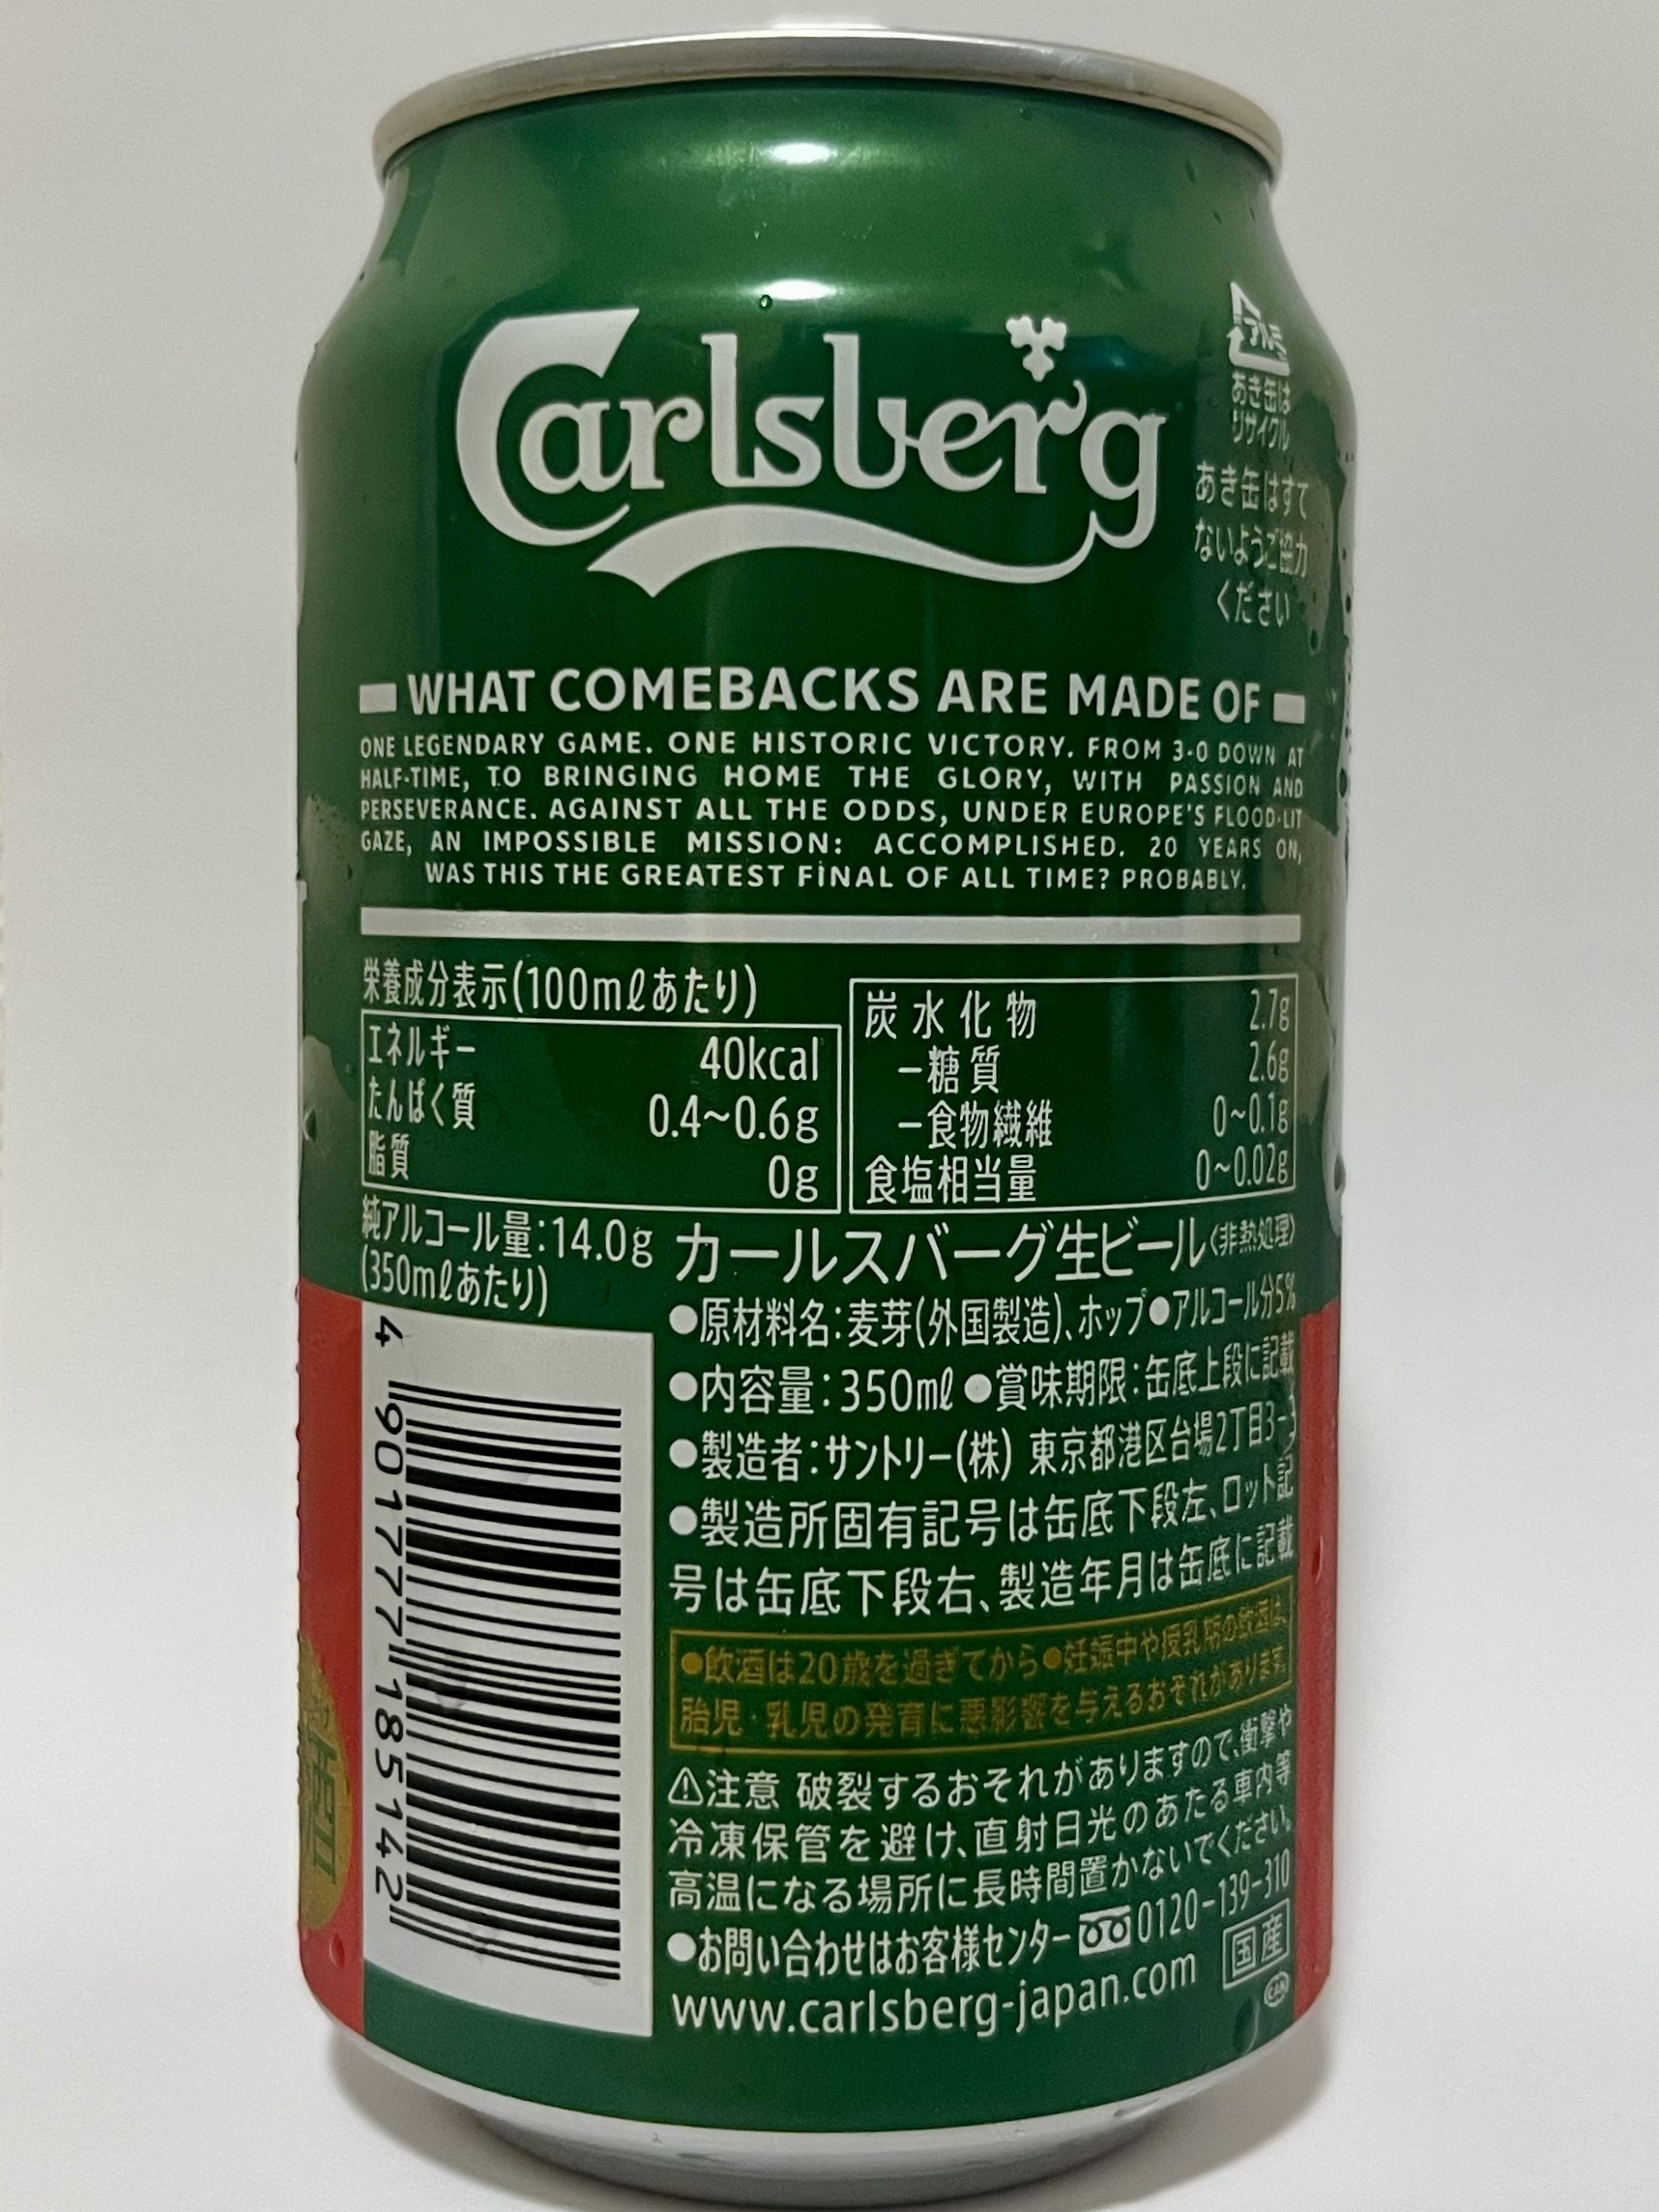 Carlsberg
アルミ
あき缶は
リサイクル
あき缶はすて
ないようご協力
ください
WHAT COMEBACKS ARE MADE OF
ONE LEGENDARY GAME. ONE HISTORIC VICTORY. FROM 3-0 DOWN AT
HALF-TIME, TO BRINGING HOME THE GLORY, WITH PASSION AND
PERSEVERANCE. AGAINST ALL THE ODDS, UNDER EUROPE'S FLOOD-LIT
GAZE, AN IMPOSSIBLE MISSION: ACCOMPLISHED. 20 YEARS ON,
WAS THIS THE GREATEST FINAL OF ALL TIME? PROBABLY.
栄養成分表示(100mlあたり)
エネルギー 40kcal
たんぱく質 0.4~0.6g
脂質 0g
炭水化物 2.7g
-糖質 2.6g
-食物繊維 0~0.1g
食塩相当量 0~0.02g
純アルコール量:14.0g
(350mlあたり)
カールスバーグ生ビール〈非熱処理〉
●原材料名:麦芽(外国製造)、ホップ●アルコール分5%
●内容量:350ml●賞味期限:缶底上段に記載
●製造者:サントリー(株) 東京都港区台場2丁目3-3
●製造所固有記号は缶底下段左、ロット記
号は缶底下段右、製造年月は缶底に記載
●飲酒は20歳を過ぎてから●妊娠中や授乳期の飲酒は、
胎児・乳児の発育に悪影響を与えるおそれがあります。
⚠注意 破裂するおそれがありますので、衝撃や
冷凍保管を避け、直射日光のあたる車内等
高温になる場所に長時間置かないでください。
●お問い合わせはお客様センター 0120-139-310
www.carlsberg-japan.com
国産
CAN
4 901777 185142
酒